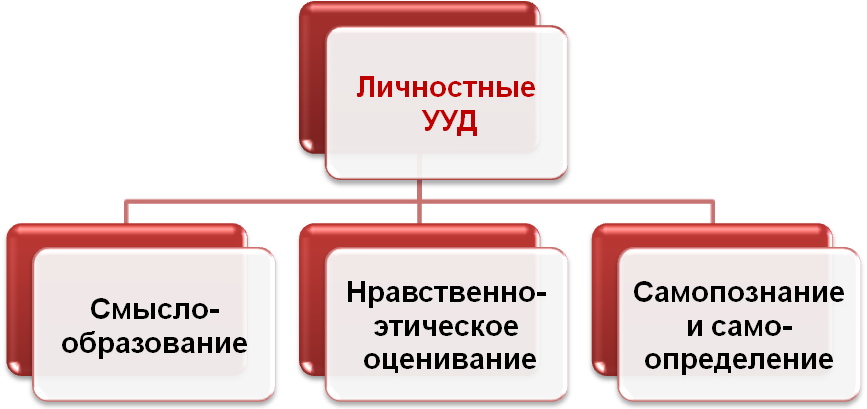 Личностные
УУД
Смысло-
образование
Нравственно-
этическое
оценивание
Самопознание
и само-
определение